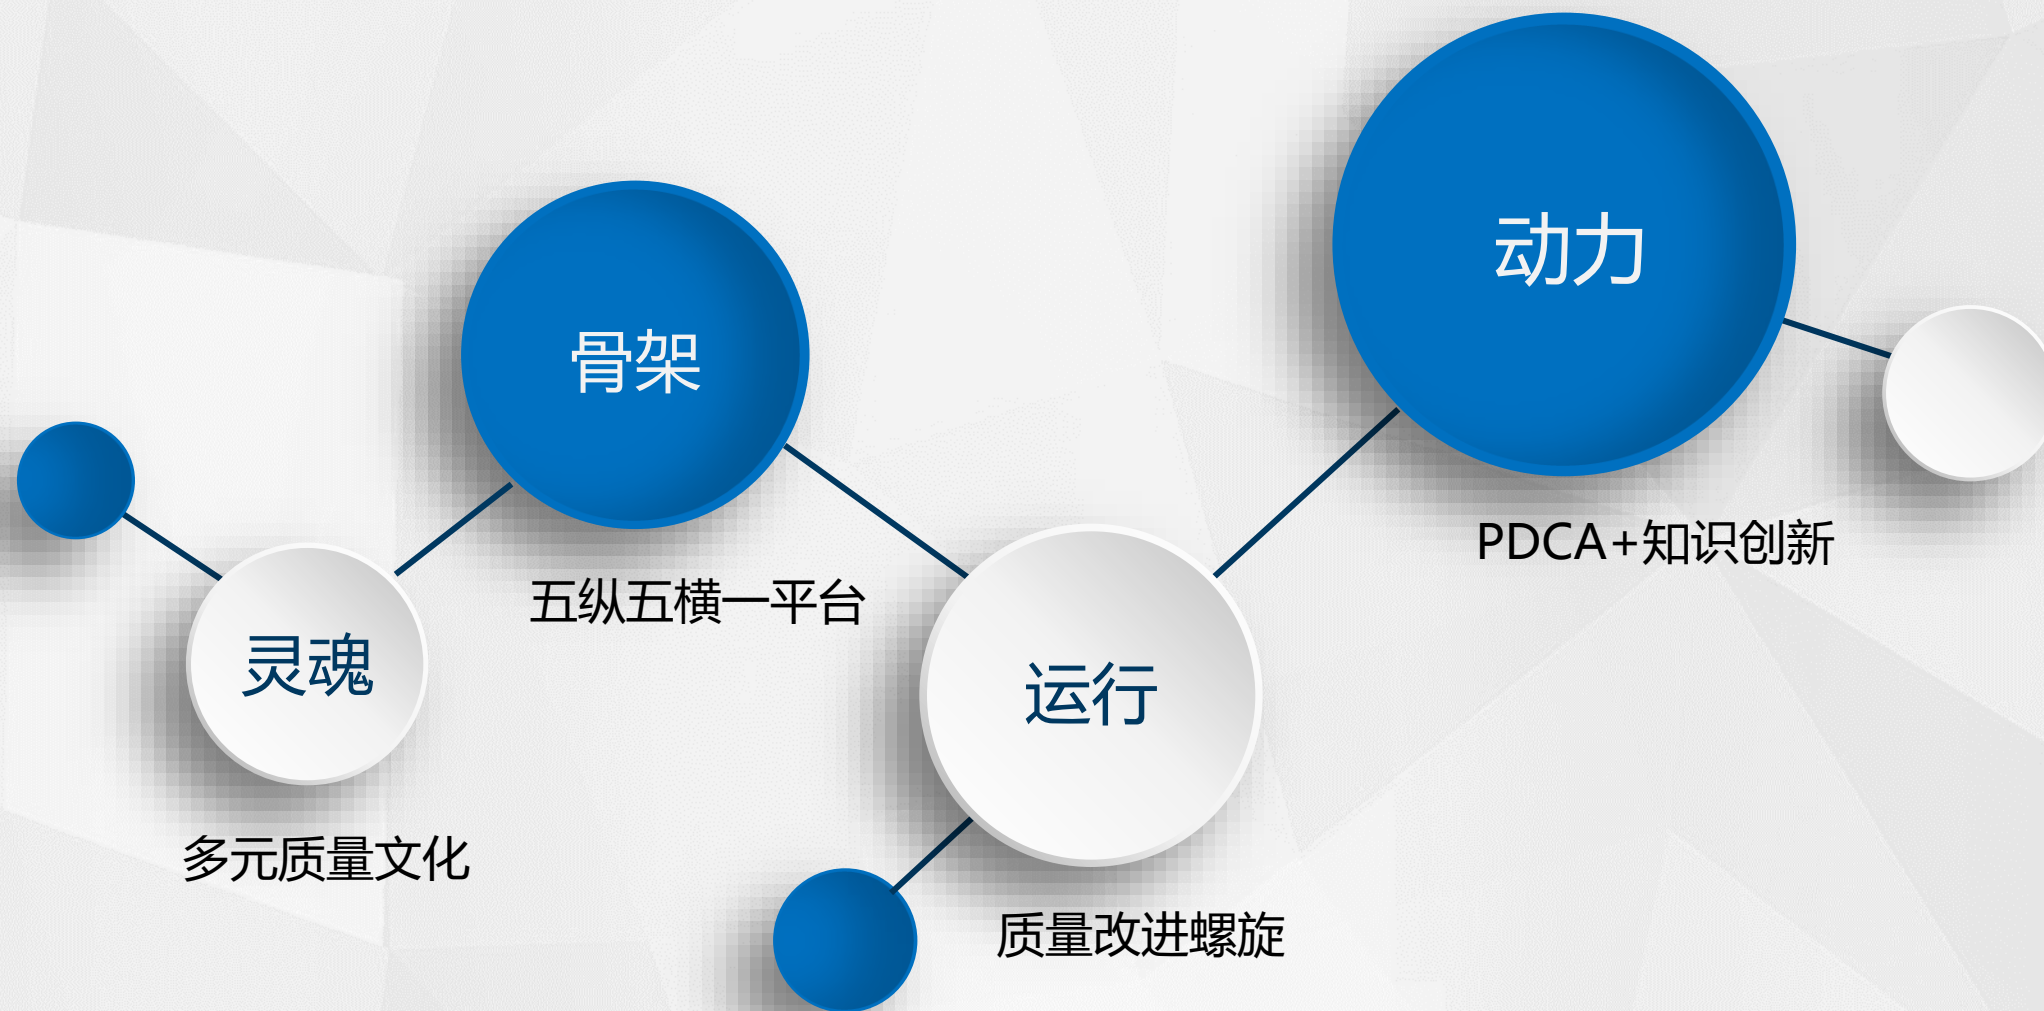 灵魂
多元质量文化
骨架
五纵五横一平台
运行
质量改进螺旋
动力
PDCA+知识创新